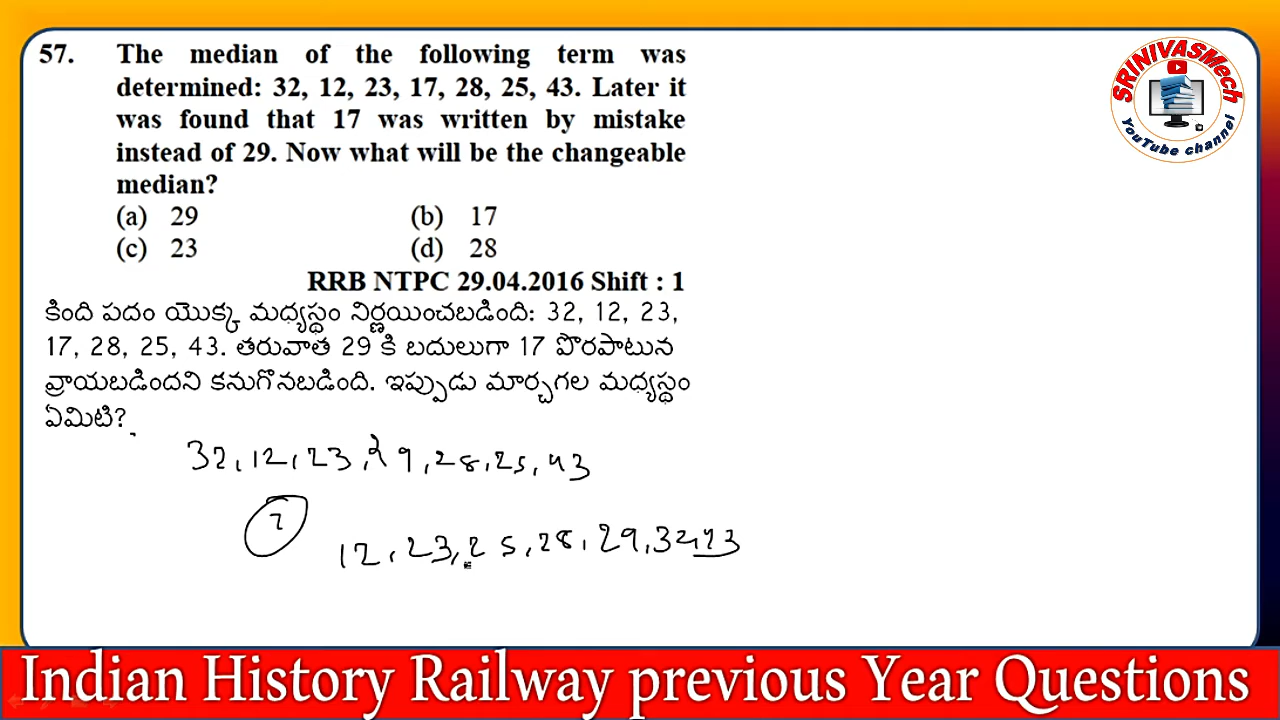 57. The median of the following term was
determined: 32, 12, 23, 17, 28, 25, 43. Later it
was found that 17 was written by mistake
instead of 29. Now what will be the changeable
median?
(a) 29 (b) 17
(c) 23 (d) 28
RRB NTPC 29.04.2016 Shift : 1
కింది పదం యొక్క మధ్యస్థం నిర్ణయించబడింది: 32, 12, 23,
17, 28, 25, 43. తరువాత 29 కి బదులుగా 17 పొరపాటున
వ్రాయబడిందని కనుగొనబడింది. ఇప్పుడు మార్చగల మధ్యస్థం
ఏమిటి?
32, 12, 23, 29, 28, 25, 43
7
12, 23, 25, 28, 29, 32, 43
SRINIVASMech
YouTube channel
Indian History Railway previous Year Questions